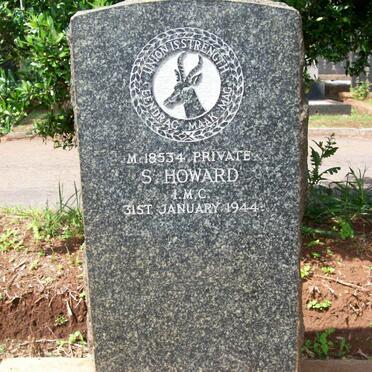 UNION IS STRENGTH
EENDRAG MAAK MAG
M.18534 PRIVATE
S. HOWARD
I.M.C.
31ST JANUARY 1944